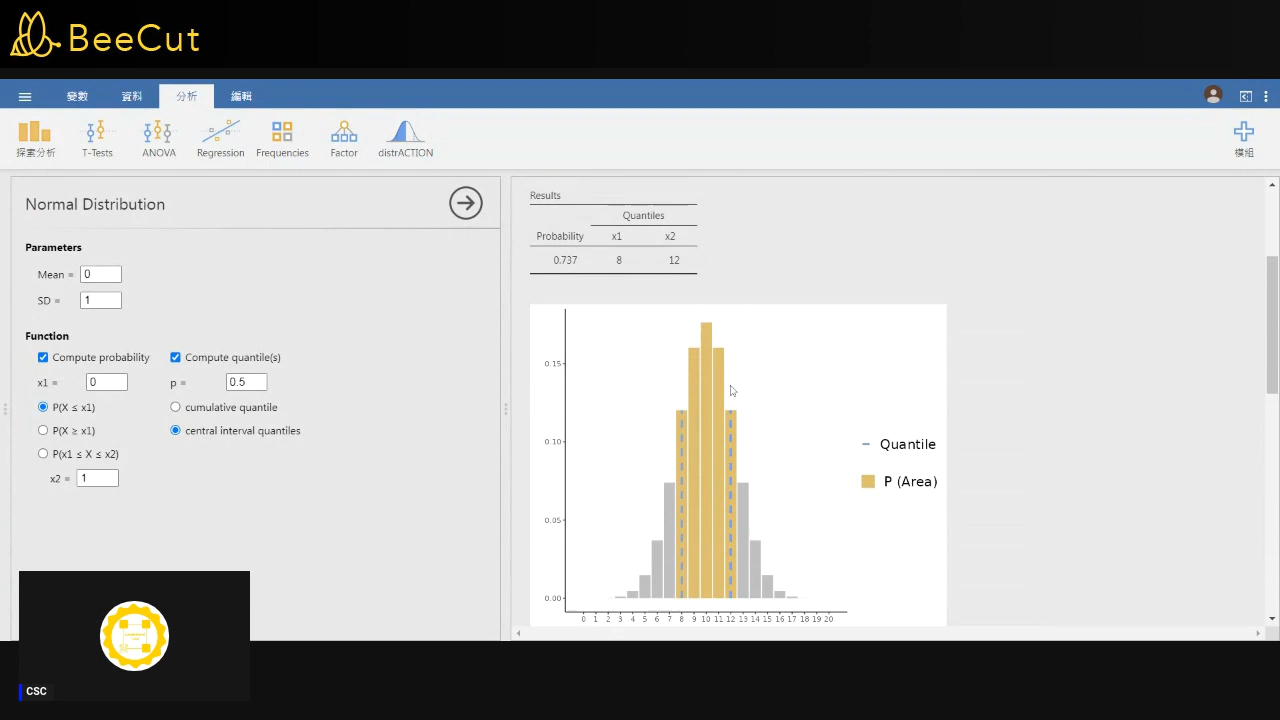 BeeCut
變數 資料 分析 編輯
探索分析 T-Tests ANOVA Regression Frequencies Factor distrACTION 模組
Normal Distribution
Parameters
Mean = 0
SD = 1
Function
Compute probability Compute quantile(s)
x1 = 0 p = 0.5
P(X ≤ x1) cumulative quantile
P(X ≥ x1) central interval quantiles
P(x1 ≤ X ≤ x2)
x2 = 1
Results
Quantiles
Probability x1 x2
0.737 8 12
0.15
0.10
0.05
0.00
0 1 2 3 4 5 6 7 8 9 10 11 12 13 14 15 16 17 18 19 20
Quantile
P (Area)
CSC